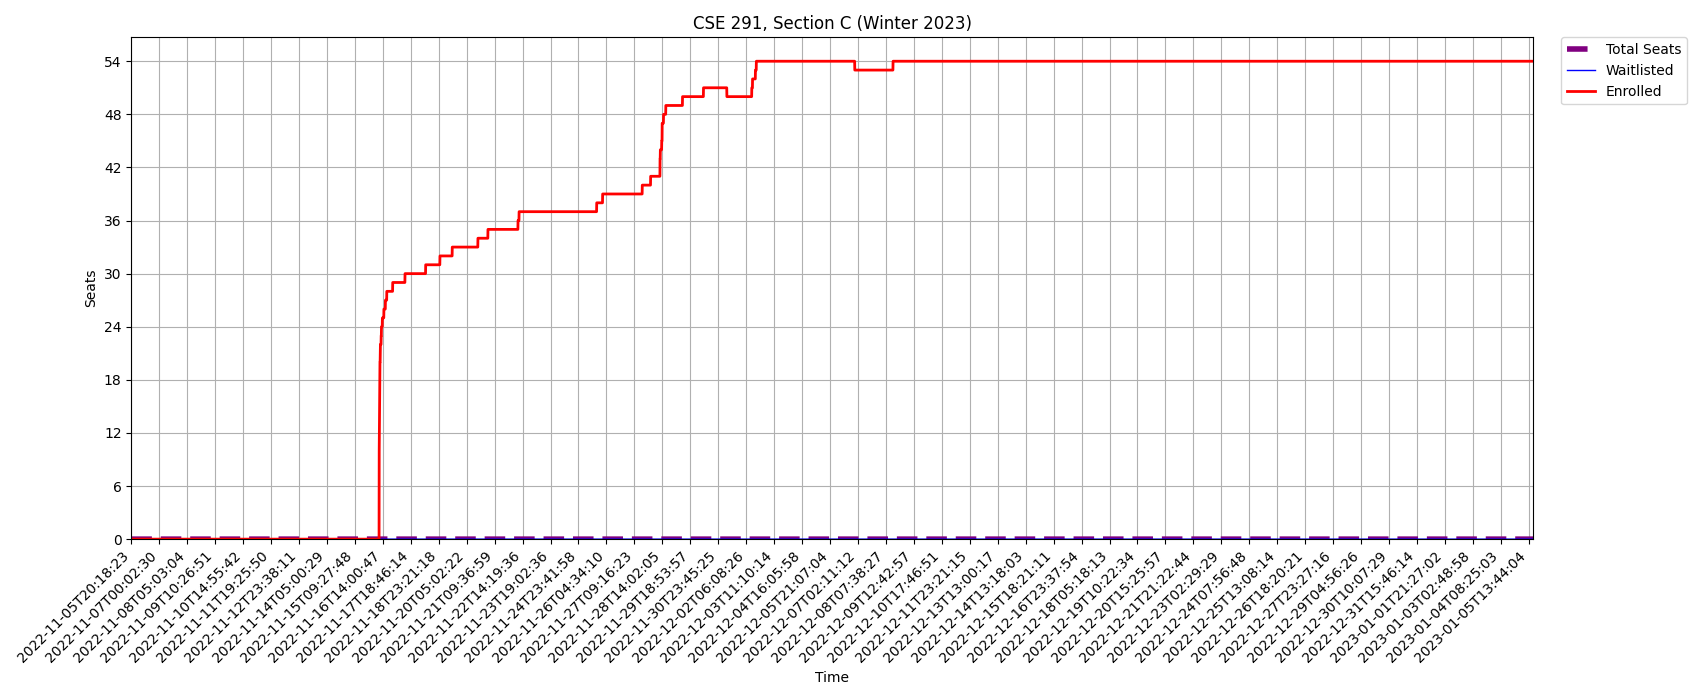 CSE 291, Section C (Winter 2023)
Total Seats
Waitlisted
Enrolled
54
48
42
36
30
24
18
12
6
0
Seats
2022-11-05T20:18:23
2022-11-07T00:02:30
2022-11-08T05:03:04
2022-11-09T10:26:51
2022-11-10T14:55:42
2022-11-11T19:25:50
2022-11-12T23:38:11
2022-11-14T05:00:29
2022-11-15T09:27:48
2022-11-16T14:00:47
2022-11-17T18:46:14
2022-11-18T23:21:18
2022-11-20T05:02:22
2022-11-21T09:36:59
2022-11-22T14:19:36
2022-11-23T19:02:36
2022-11-24T23:41:58
2022-11-26T04:34:10
2022-11-27T09:16:23
2022-11-28T14:02:05
2022-11-29T18:53:57
2022-11-30T23:45:25
2022-12-02T06:08:26
2022-12-03T11:10:14
2022-12-04T16:05:58
2022-12-05T21:07:04
2022-12-07T02:11:12
2022-12-08T07:38:27
2022-12-09T12:42:57
2022-12-10T17:46:51
2022-12-11T23:21:15
2022-12-13T13:00:17
2022-12-14T13:18:03
2022-12-15T18:21:11
2022-12-16T23:37:54
2022-12-18T05:18:13
2022-12-19T10:22:34
2022-12-20T15:25:57
2022-12-21T21:22:44
2022-12-23T02:29:29
2022-12-24T07:56:48
2022-12-25T13:08:14
2022-12-26T18:20:21
2022-12-27T23:27:16
2022-12-29T04:56:26
2022-12-30T10:07:29
2022-12-31T15:46:14
2023-01-01T21:27:02
2023-01-03T02:48:58
2023-01-04T08:25:03
2023-01-05T13:44:04
Time